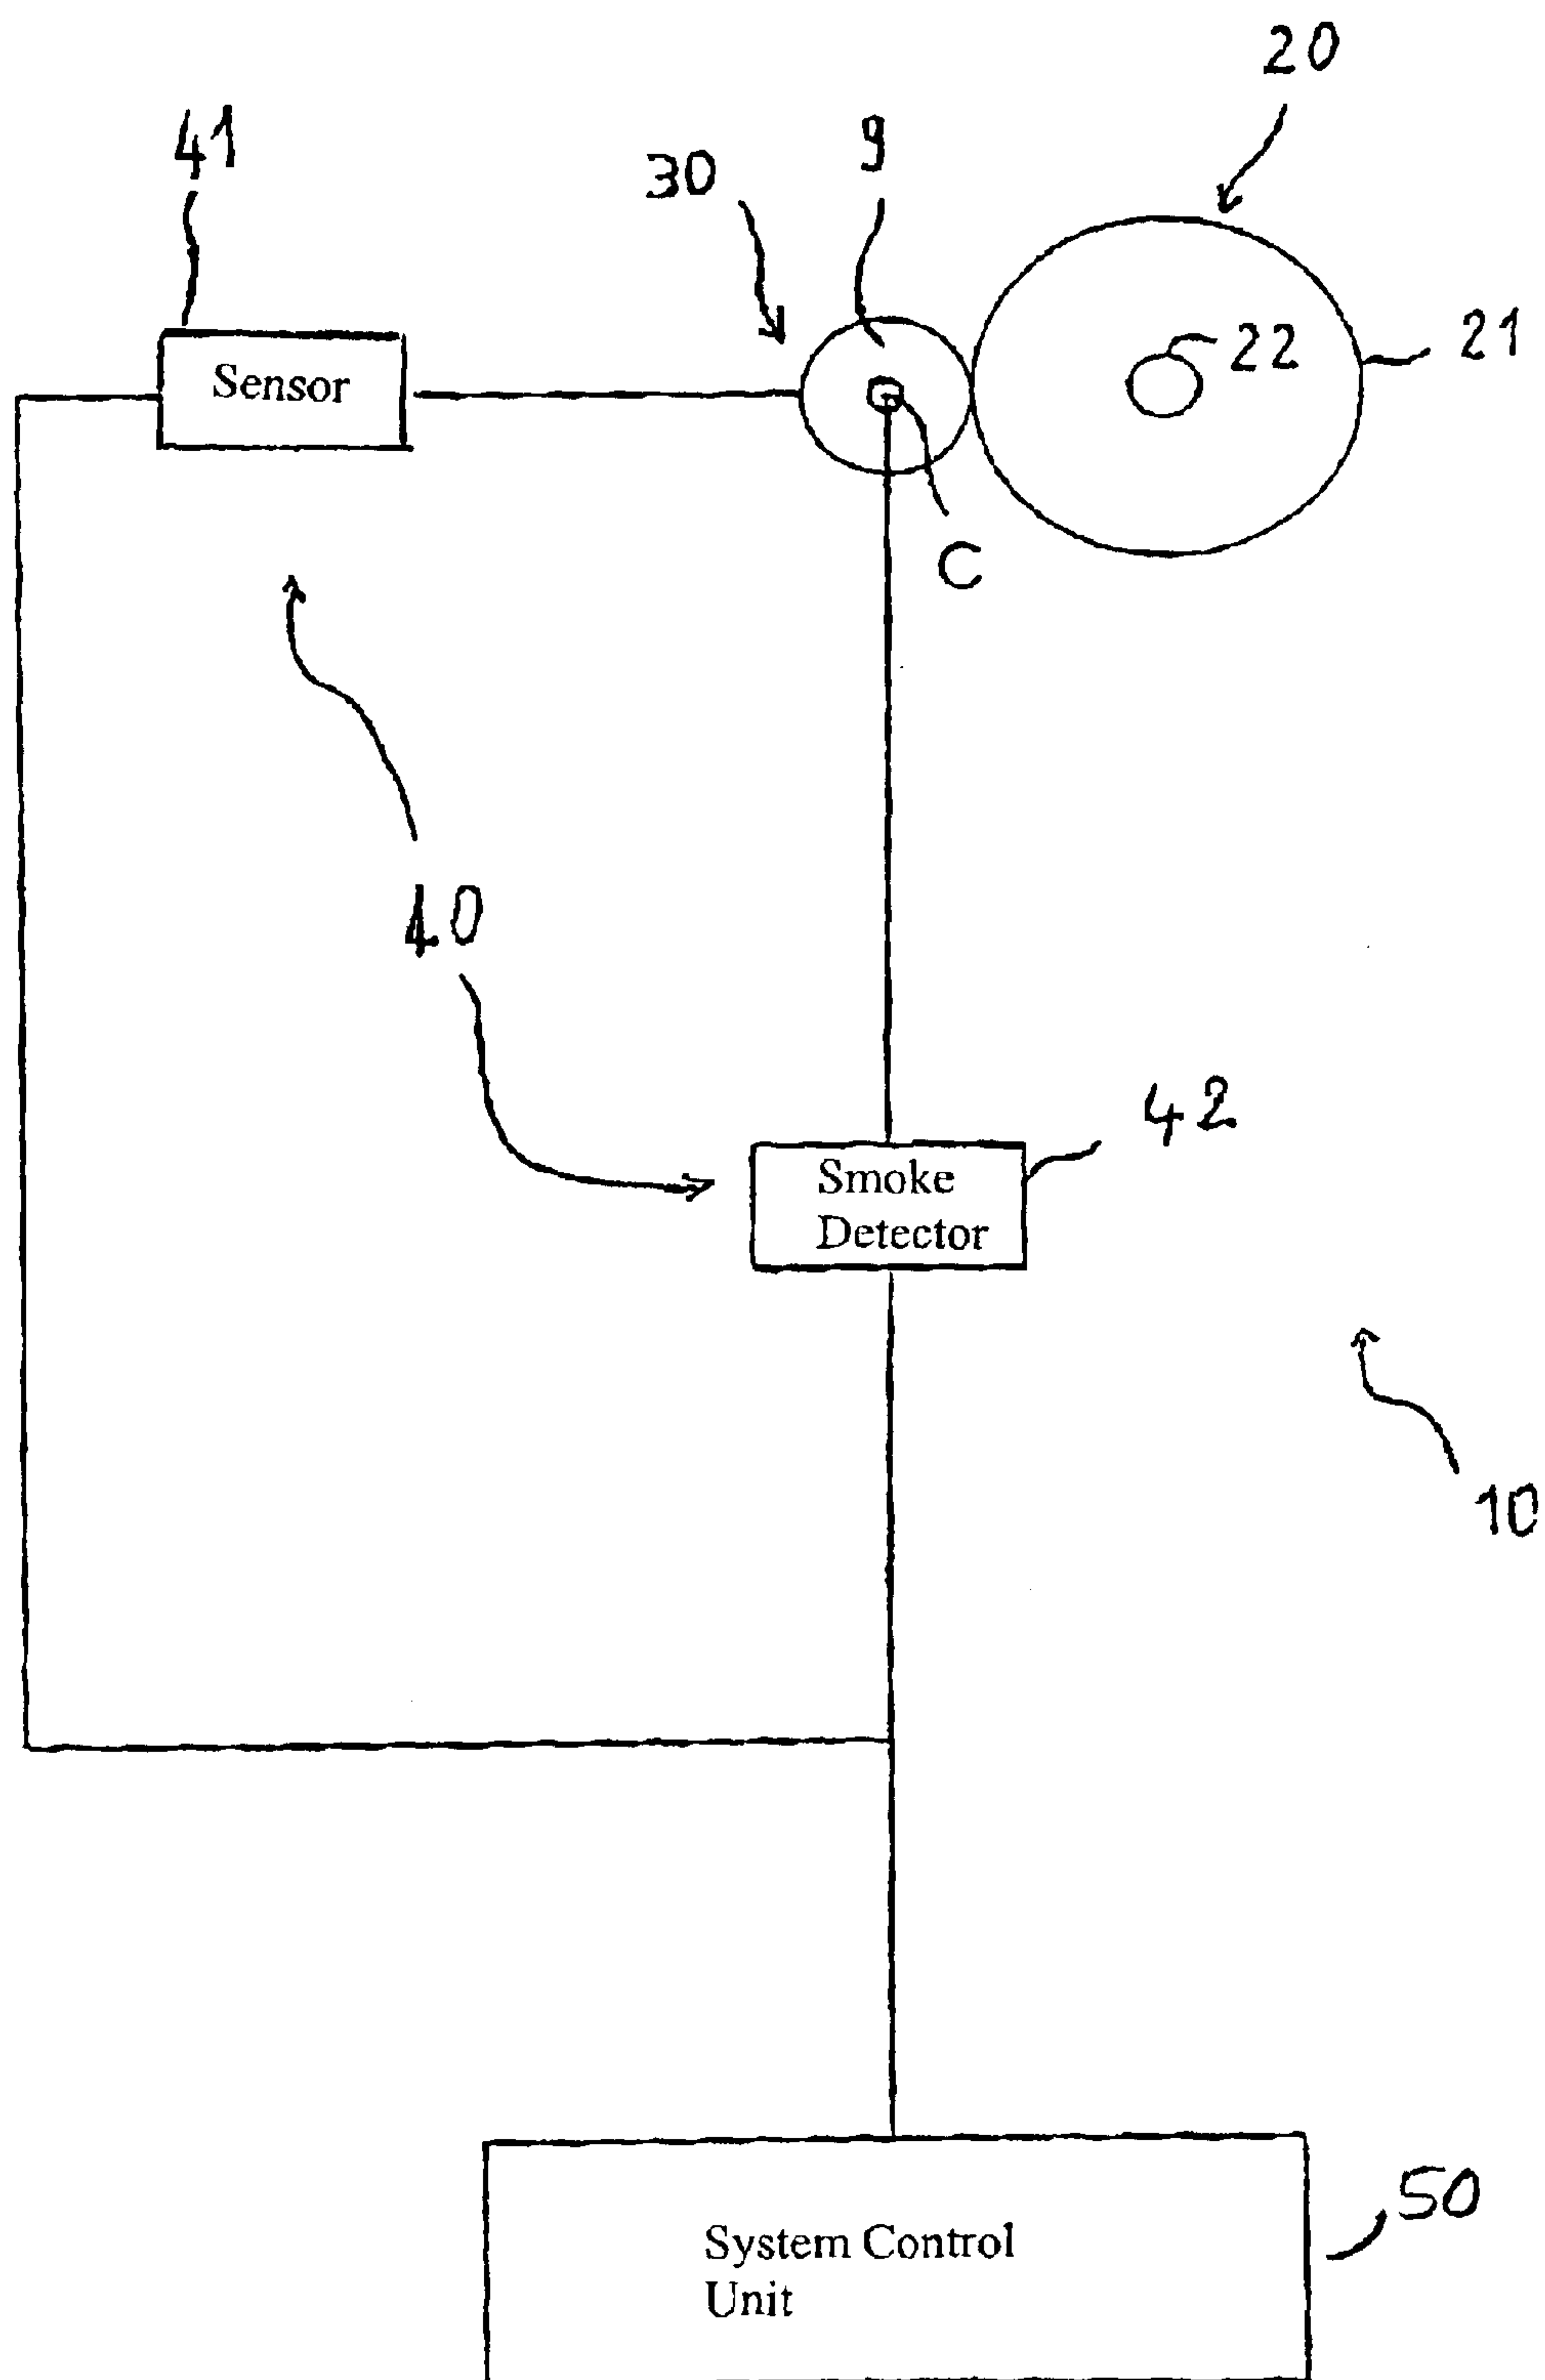 20
41
9
30
21
22
Sensor
C
40
42
Smoke
Detector
10
50
System Control
Unit